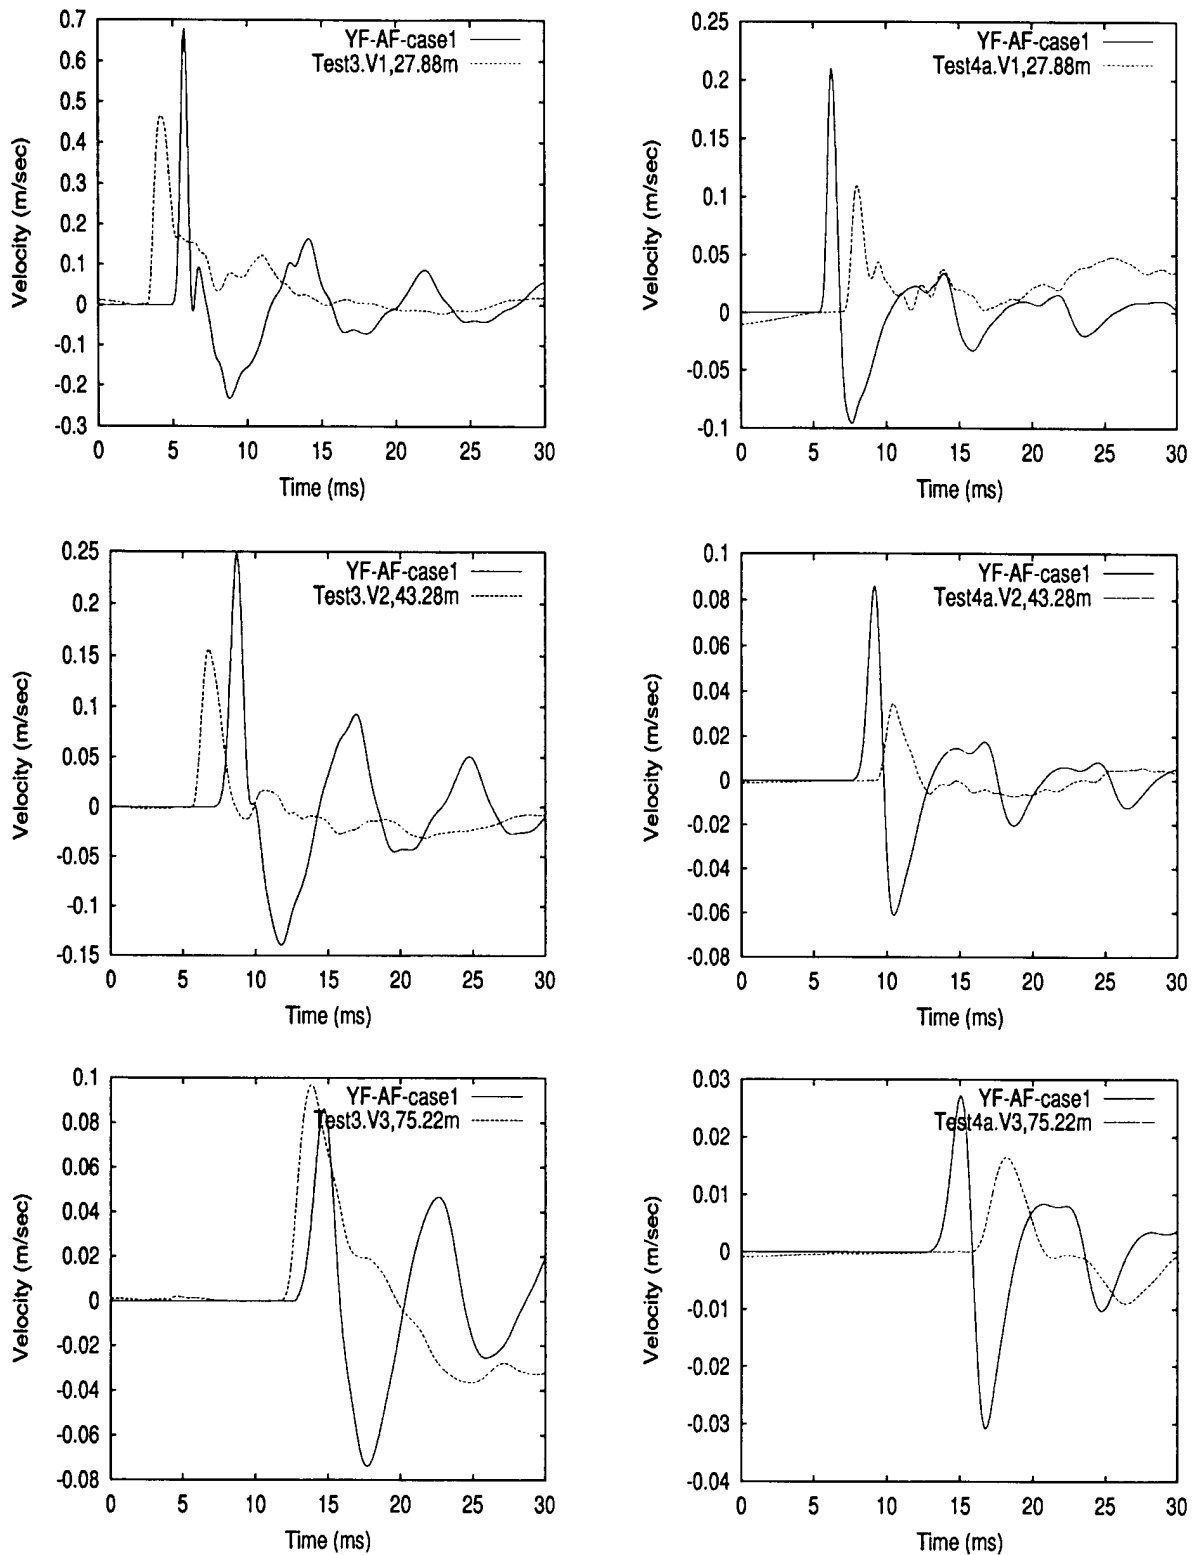 0.7
0.6
0.5
0.4
0.3
0.2
0.1
0
-0.1
-0.2
-0.3
Velocity (m/sec)
YF-AF-case1
Test3.V1,27.88m
0 5 10 15 20 25 30
Time (ms)
0.25
0.2
0.15
0.1
0.05
0
-0.05
-0.1
Velocity (m/sec)
YF-AF-case1
Test4a.V1,27.88m
0 5 10 15 20 25 30
Time (ms)
0.25
0.2
0.15
0.1
0.05
0
-0.05
-0.1
-0.15
Velocity (m/sec)
YF-AF-case1
Test3.V2,43.28m
0 5 10 15 20 25 30
Time (ms)
0.1
0.08
0.06
0.04
0.02
0
-0.02
-0.04
-0.06
-0.08
Velocity (m/sec)
YF-AF-case1
Test4a.V2,43.28m
0 5 10 15 20 25 30
Time (ms)
0.1
0.08
0.06
0.04
0.02
0
-0.02
-0.04
-0.06
-0.08
Velocity (m/sec)
YF-AF-case1
Test3.V3,75.22m
0 5 10 15 20 25 30
Time (ms)
0.03
0.02
0.01
0
-0.01
-0.02
-0.03
-0.04
Velocity (m/sec)
YF-AF-case1
Test4a.V3,75.22m
0 5 10 15 20 25 30
Time (ms)